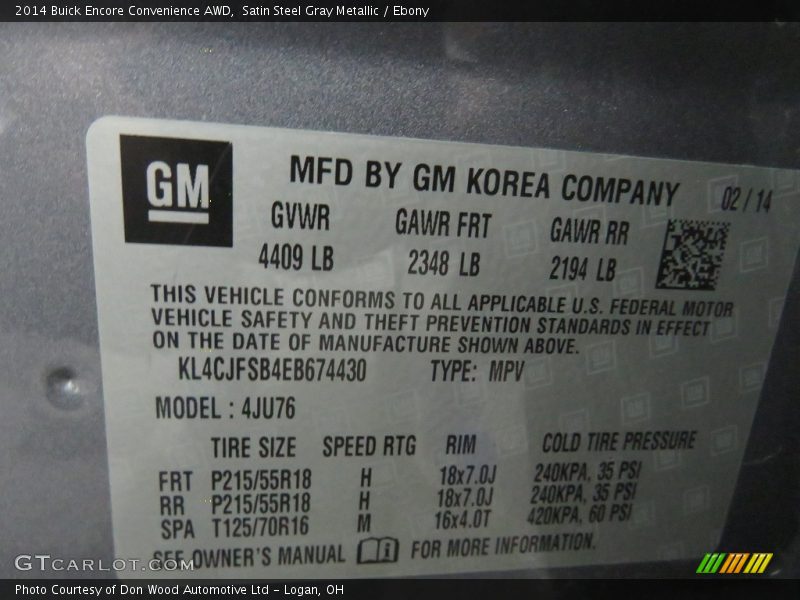 2014 Buick Encore Convenience AWD, Satin Steel Gray Metallic / Ebony
GM MFD BY GM KOREA COMPANY 02/14
GVWR GAWR FRT GAWR RR
4409 LB 2348 LB 2194 LB
THIS VEHICLE CONFORMS TO ALL APPLICABLE U.S. FEDERAL MOTOR
VEHICLE SAFETY AND THEFT PREVENTION STANDARDS IN EFFECT
ON THE DATE OF MANUFACTURE SHOWN ABOVE.
KL4CJFSB4EB674430 TYPE: MPV
MODEL : 4JU76
TIRE SIZE SPEED RTG RIM COLD TIRE PRESSURE
FRT P215/55R18 H 18x7.0J 240KPA, 35 PSI
RR P215/55R18 H 18x7.0J 240KPA, 35 PSI
SPA T125/70R16 M 16x4.0T 420KPA, 60 PSI
SEE OWNER'S MANUAL FOR MORE INFORMATION.
GTCARLOT.COM
Photo Courtesy of Don Wood Automotive Ltd - Logan, OH